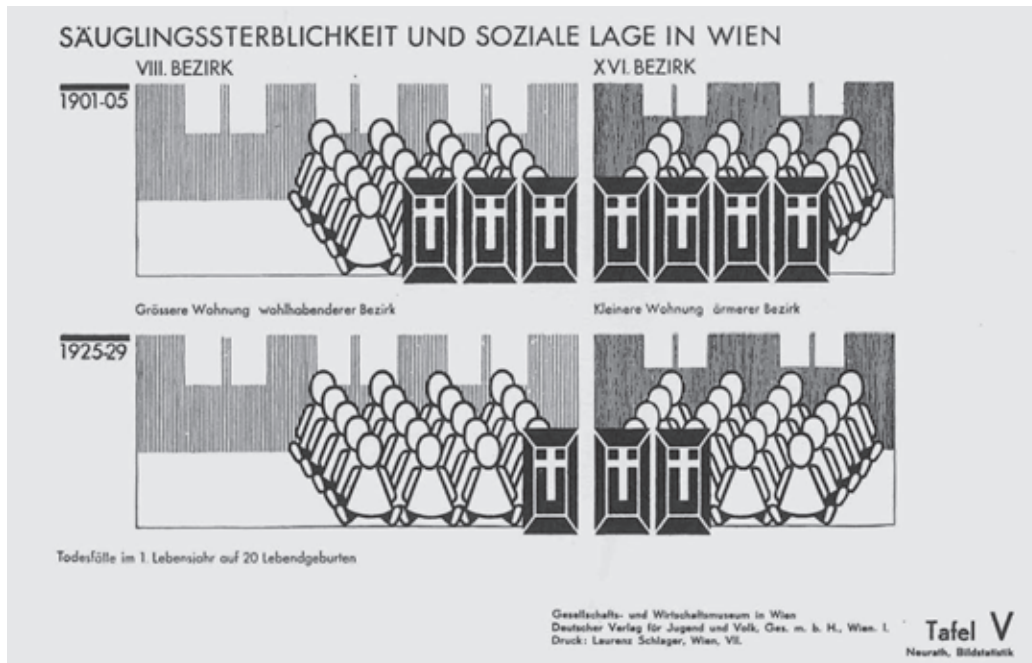 SÄUGLINGSSTERBLICHKEIT UND SOZIALE LAGE IN WIEN
VIII. BEZIRK
XVI. BEZIRK
1901-05
Grössere Wohnung wohlhabenderer Bezirk
Kleinere Wohnung ärmerer Bezirk
1925-29
Todesfälle im 1. Lebensjahr auf 20 Lebendgeburten
Gesellschafts- und Wirtschaftsmuseum in Wien
Deutscher Verlag für Jugend und Volk, Ges. m. b. H., Wien. I.
Druck: Laurenz Schlager, Wien, VII.
Tafel V
Neurath, Bildstatistik